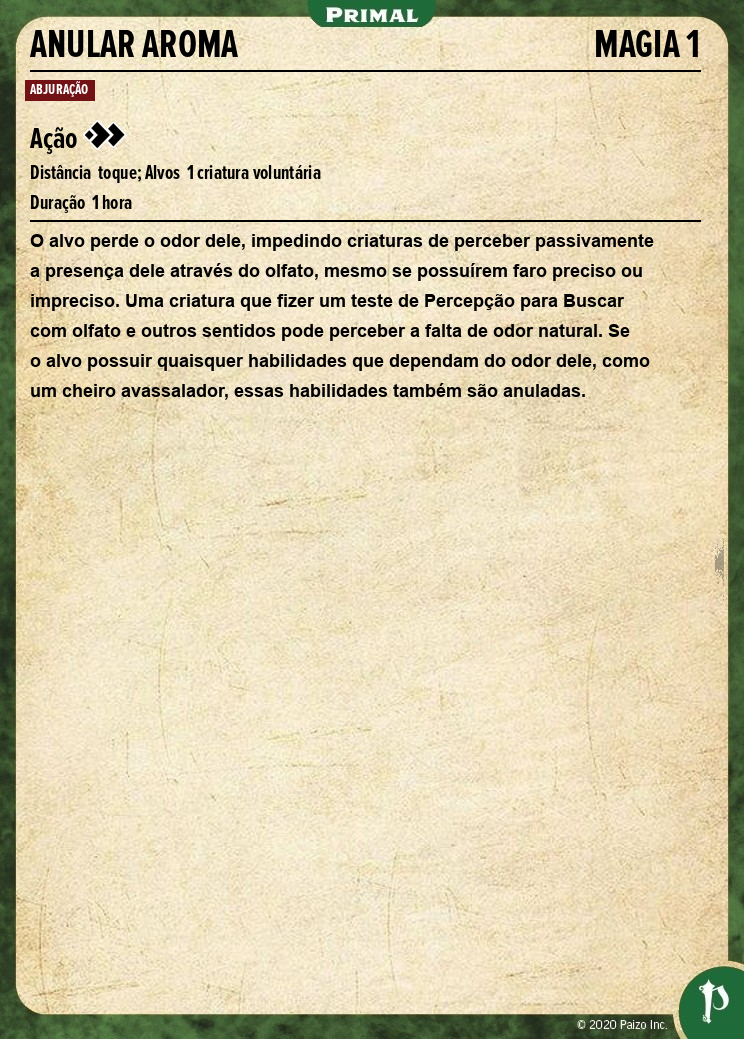 PRIMAL
ANULAR AROMA MAGIA 1
ABJURAÇÃO
Ação
Distância toque; Alvos 1 criatura voluntária
Duração 1 hora
O alvo perde o odor dele, impedindo criaturas de perceber passivamente
a presença dele através do olfato, mesmo se possuírem faro preciso ou
impreciso. Uma criatura que fizer um teste de Percepção para Buscar
com olfato e outros sentidos pode perceber a falta de odor natural. Se
o alvo possuir quaisquer habilidades que dependam do odor dele, como
um cheiro avassalador, essas habilidades também são anuladas.
© 2020 Paizo Inc.
P